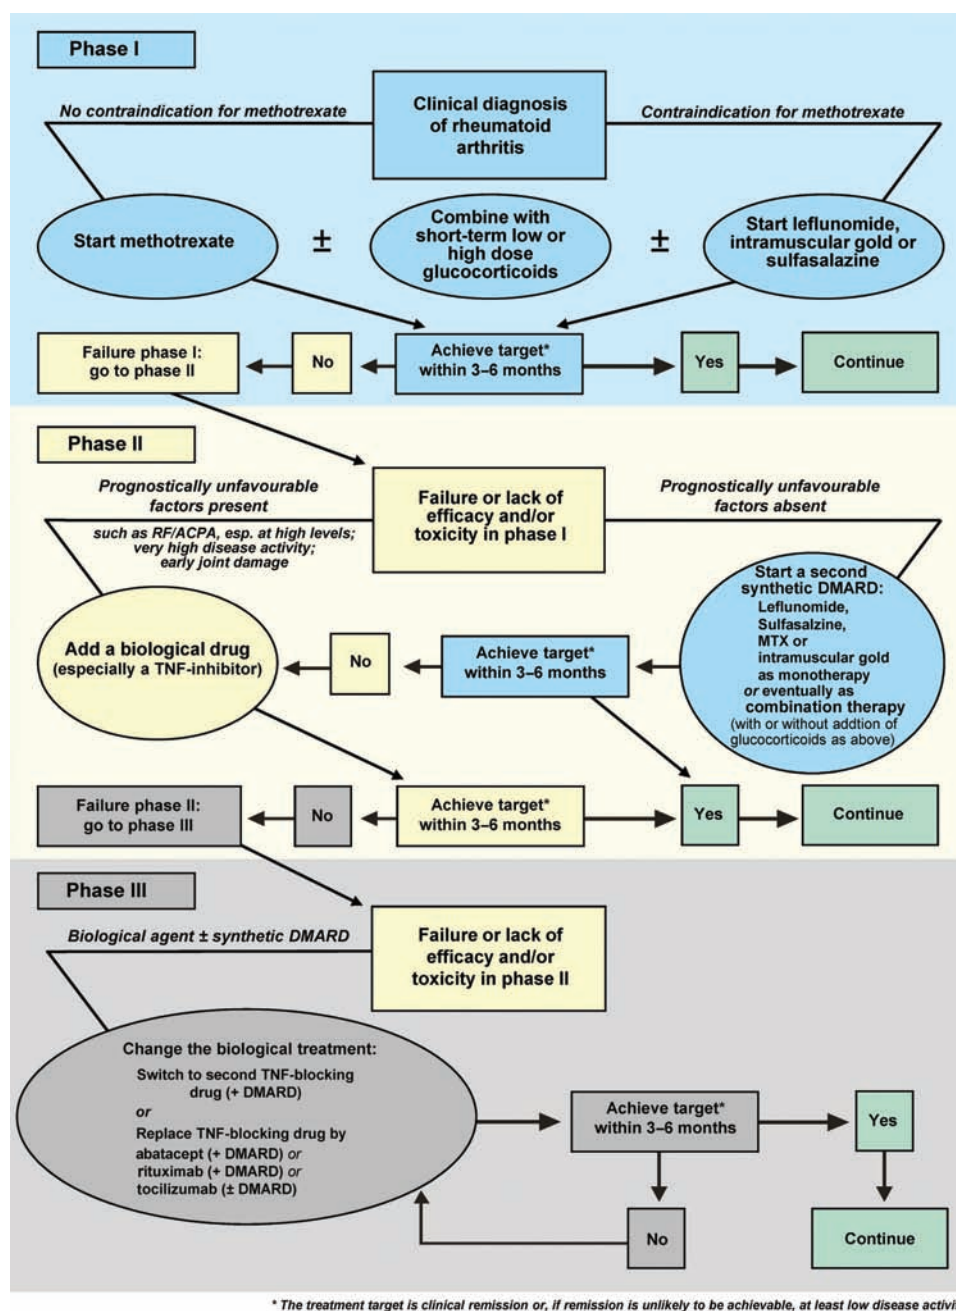 Phase I
No contraindication for methotrexate
Clinical diagnosis
of rheumatoid
arthritis
Contraindication for methotrexate
Start methotrexate
±
Combine with
short-term low or
high dose
glucocorticoids
±
Start leflunomide,
intramuscular gold or
sulfasalazine
Failure phase I:
go to phase II
No
Achieve target*
within 3–6 months
Yes
Continue
Phase II
Prognostically unfavourable
factors present
such as RF/ACPA, esp. at high levels;
very high disease activity;
early joint damage
Failure or lack of
efficacy and/or
toxicity in phase I
Prognostically unfavourable
factors absent
Start a second
synthetic DMARD:
Leflunomide,
Sulfasalzine,
MTX or
intramuscular gold
as monotherapy
or eventually as
combination therapy
(with or without addtion of
glucocorticoids as above)
Achieve target*
within 3–6 months
No
Add a biological drug
(especially a TNF-inhibitor)
Failure phase II:
go to phase III
No
Achieve target*
within 3–6 months
Yes
Continue
Phase III
Biological agent ± synthetic DMARD
Failure or lack of
efficacy and/or
toxicity in phase II
Change the biological treatment:
Switch to second TNF-blocking
drug (+ DMARD)
or
Replace TNF-blocking drug by
abatacept (+ DMARD) or
rituximab (+ DMARD) or
tocilizumab (± DMARD)
Achieve target*
within 3–6 months
Yes
No
Continue
* The treatment target is clinical remission or, if remission is unlikely to be achievable, at least low disease activi